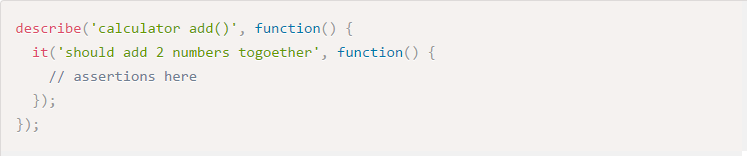 describe('calculator add()', function() {
  it('should add 2 numbers togoether', function() {
    // assertions here
  });
});